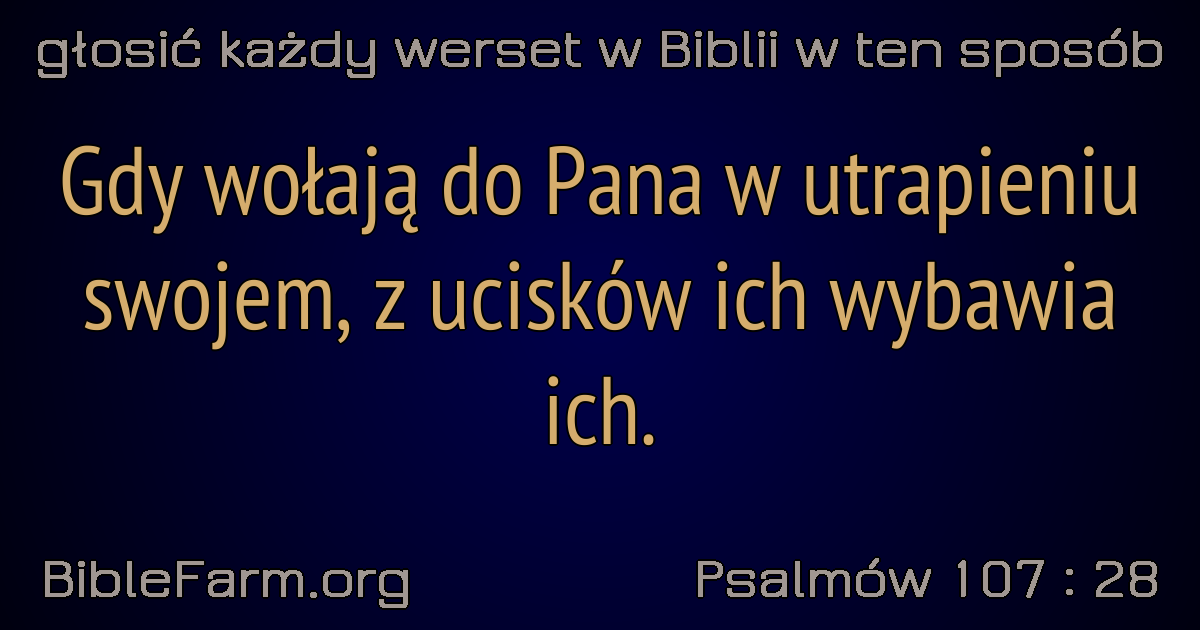 głosić każdy werset w Biblii w ten sposób
Gdy wołają do Pana w utrapieniu
swojem, z ucisków ich wybawia
ich.
BibleFarm.org
Psalmów 107 : 28